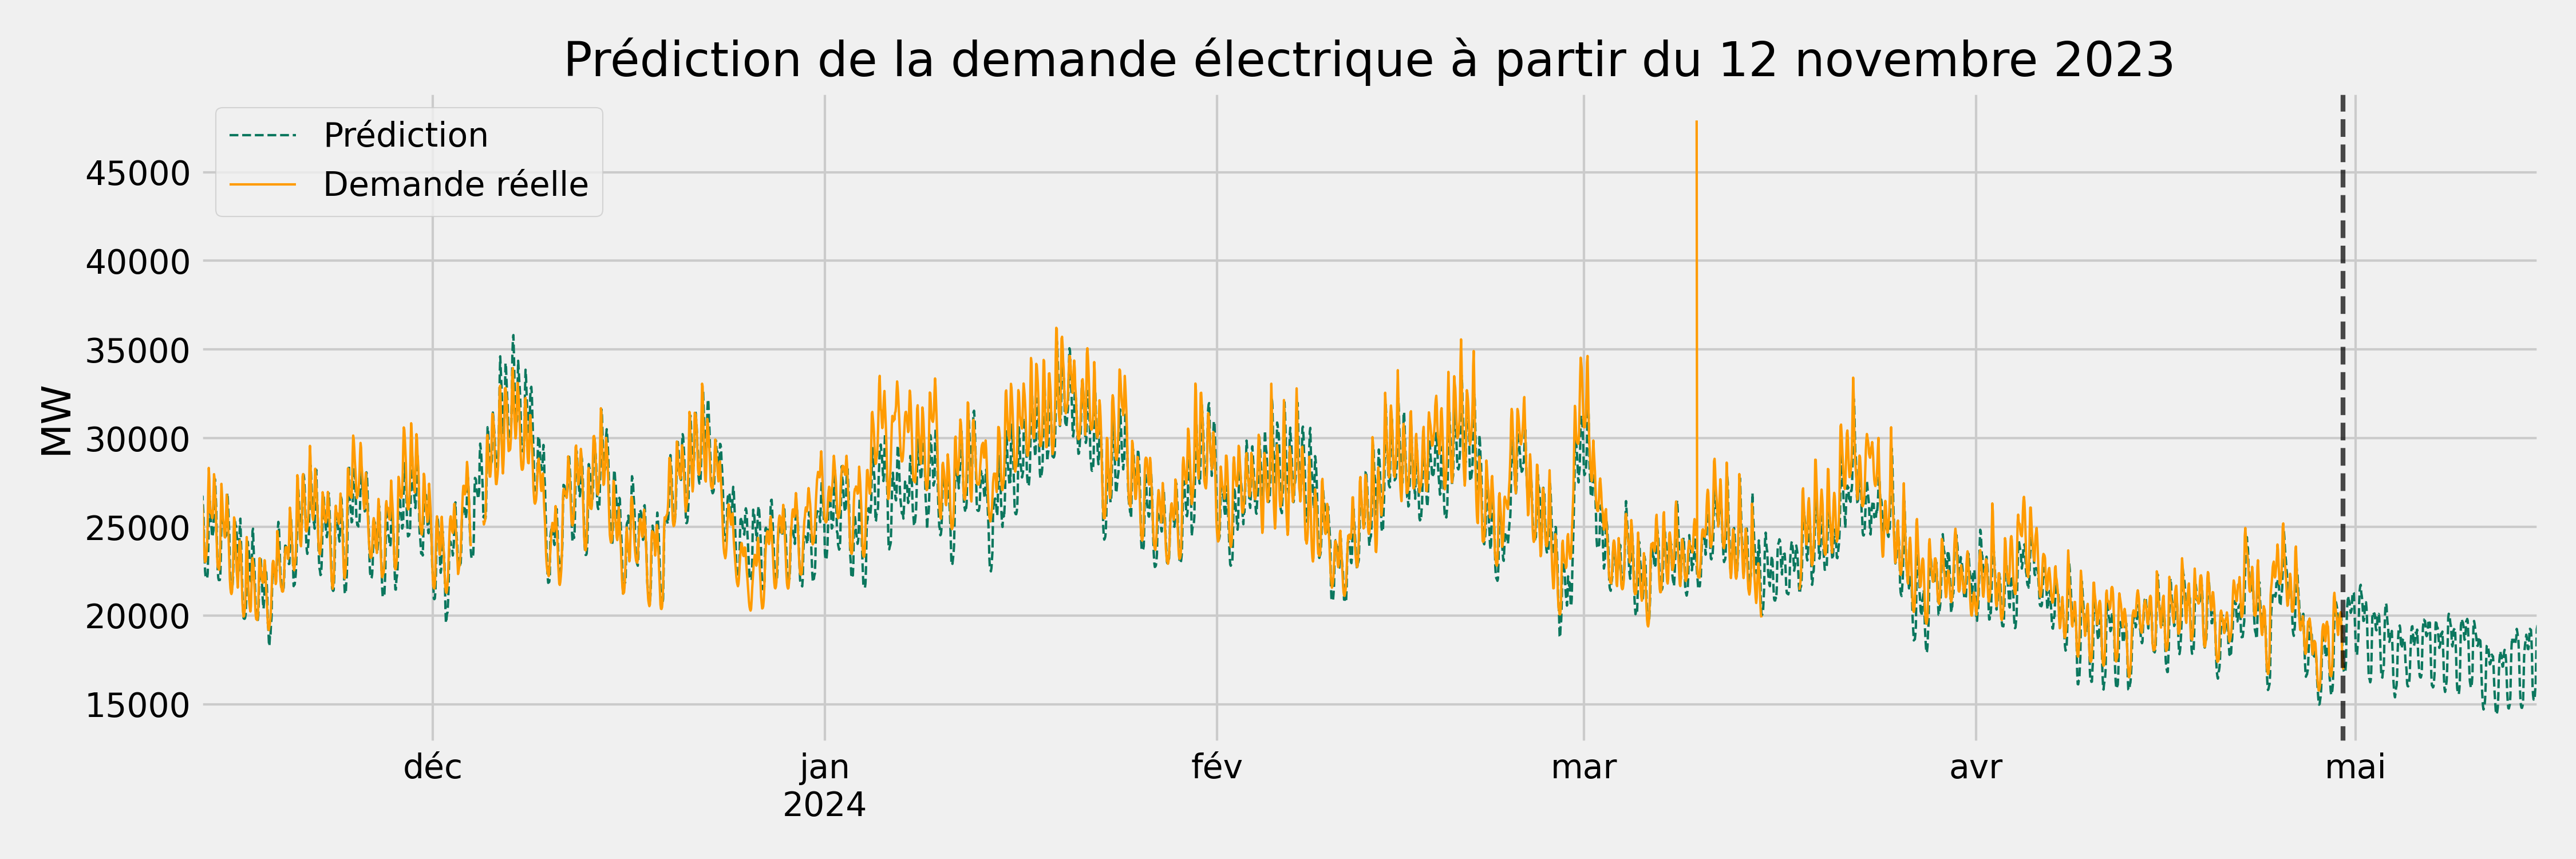 Prédiction de la demande électrique à partir du 12 novembre 2023
Prédiction
Demande réelle
45000
40000
35000
30000
25000
20000
15000
MW
déc
jan
2024
fév
mar
avr
mai